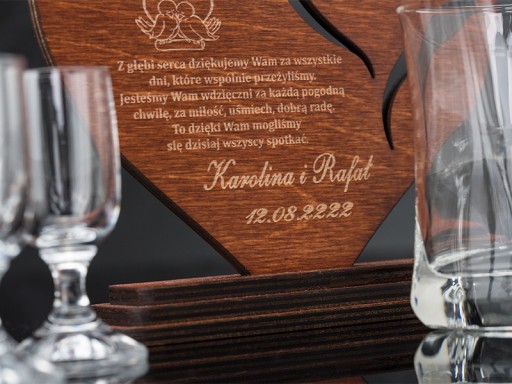 Z głębi serca dziękujemy Wam za wszystkie
dni, które wspólnie przeżyliśmy.
Jesteśmy Wam wdzięczni za każdą pogodną
chwilę, za miłość, uśmiech, dobrą radę.
To dzięki Wam mogliśmy
się dzisiaj wszyscy spotkać.
Karolina i Rafał
12.08.2222